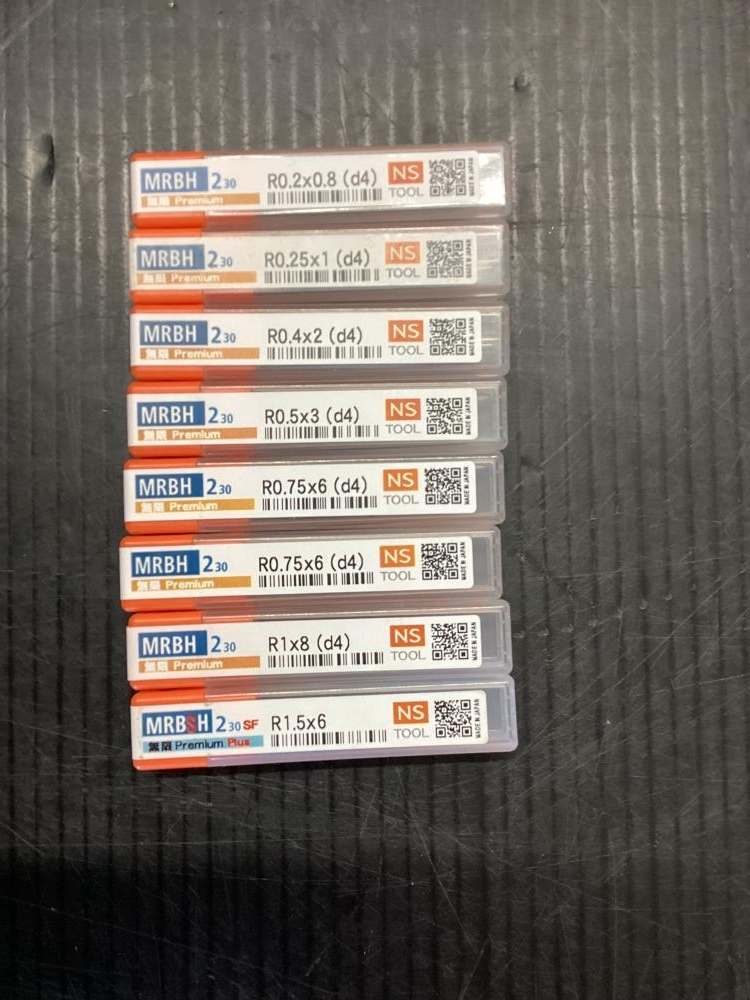 MRBH 230 R0.2x0.8 (d4) NS
無限 Premium TOOL
MADE IN JAPAN
MRBH 230 R0.25x1 (d4) NS
無限 Premium TOOL
MADE IN JAPAN
MRBH 230 R0.4x2 (d4) NS
無限 Premium TOOL
MADE IN JAPAN
MRBH 230 R0.5x3 (d4) NS
無限 Premium TOOL
MADE IN JAPAN
MRBH 230 R0.75x6 (d4) NS
無限 Premium TOOL
MADE IN JAPAN
MRBH 230 R0.75x6 (d4) NS
無限 Premium TOOL
MADE IN JAPAN
MRBH 230 R1x8 (d4) NS
無限 Premium TOOL
MADE IN JAPAN
MRBSH 230 SF R1.5x6 NS
無限 Premium Plus TOOL
MADE IN JAPAN